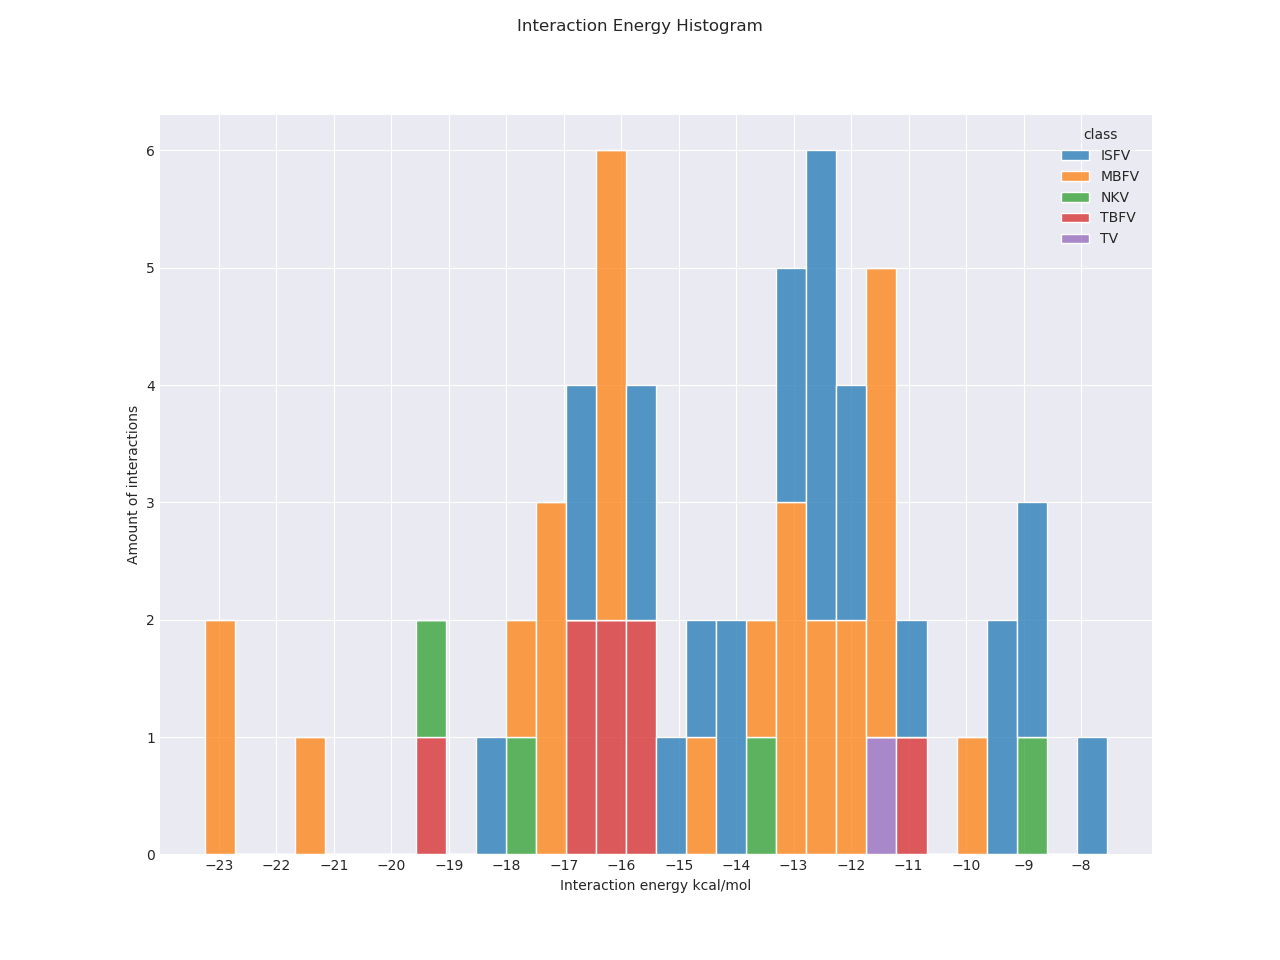 Interaction Energy Histogram
class
ISFV
MBFV
NKV
TBFV
TV
6
5
4
3
2
1
0
Amount of interactions
−23 −22 −21 −20 −19 −18 −17 −16 −15 −14 −13 −12 −11 −10 −9 −8
Interaction energy kcal/mol